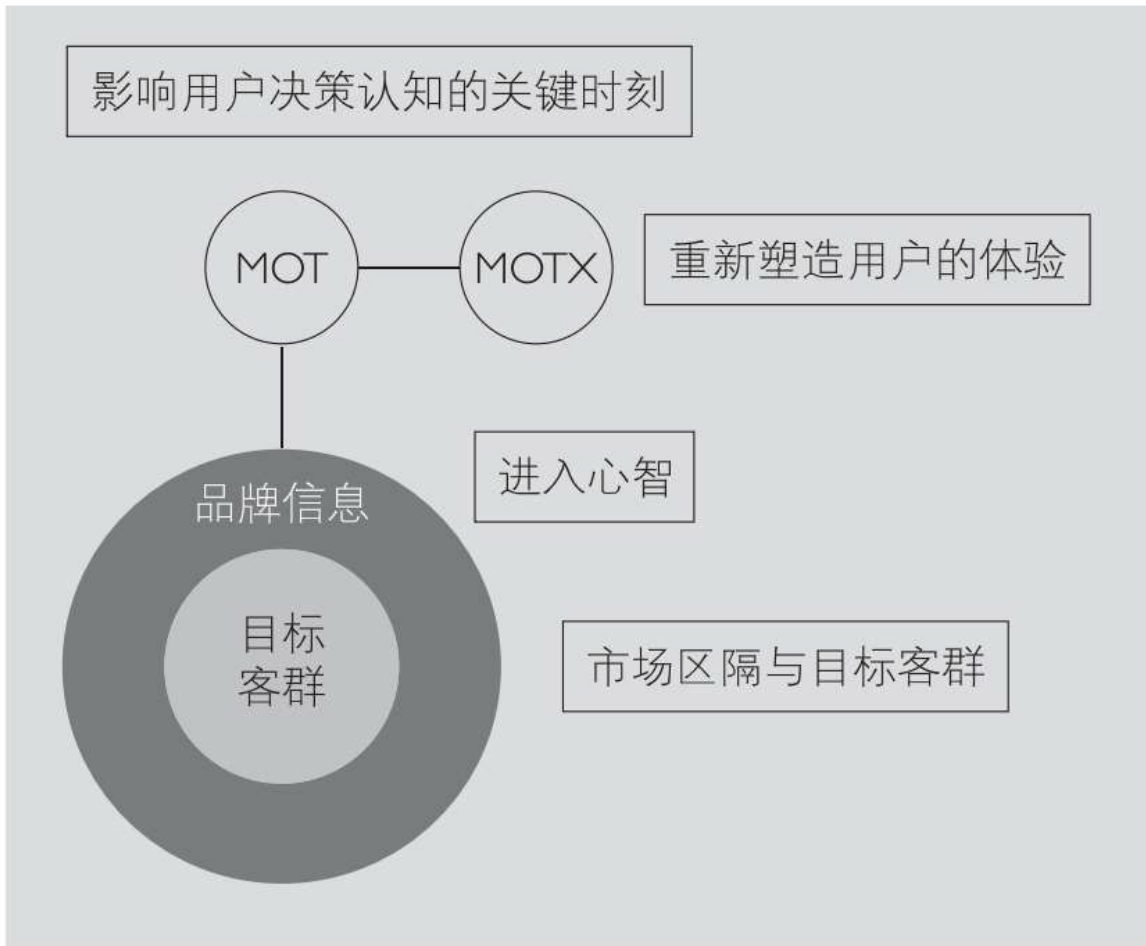 影响用户决策认知的关键时刻
MOT
MOTX
重新塑造用户的体验
进入心智
品牌信息
目标
客群
市场区隔与目标客群